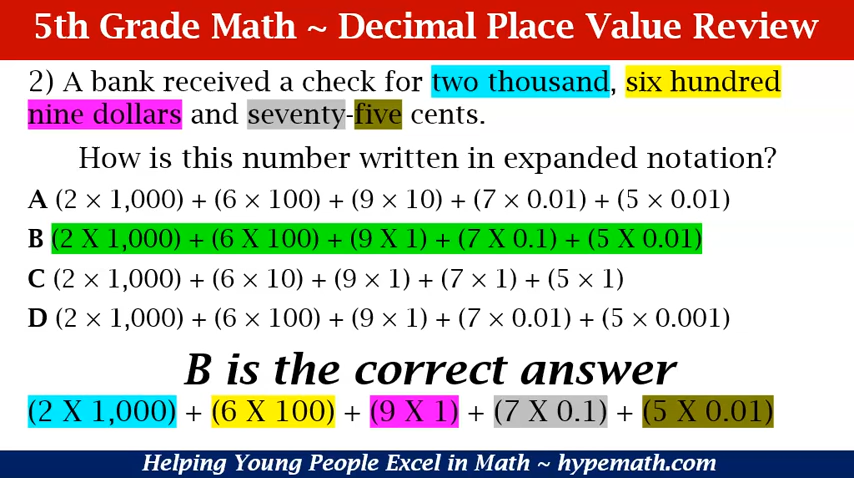 5th Grade Math ~ Decimal Place Value Review
2) A bank received a check for two thousand, six hundred
nine dollars and seventy-five cents.
How is this number written in expanded notation?
A (2 × 1,000) + (6 × 100) + (9 × 10) + (7 × 0.01) + (5 × 0.01)
B (2 X 1,000) + (6 X 100) + (9 X 1) + (7 X 0.1) + (5 X 0.01)
C (2 × 1,000) + (6 × 10) + (9 × 1) + (7 × 1) + (5 × 1)
D (2 × 1,000) + (6 × 100) + (9 × 1) + (7 × 0.01) + (5 × 0.001)
B is the correct answer
(2 X 1,000) + (6 X 100) + (9 X 1) + (7 X 0.1) + (5 X 0.01)
Helping Young People Excel in Math ~ hypemath.com